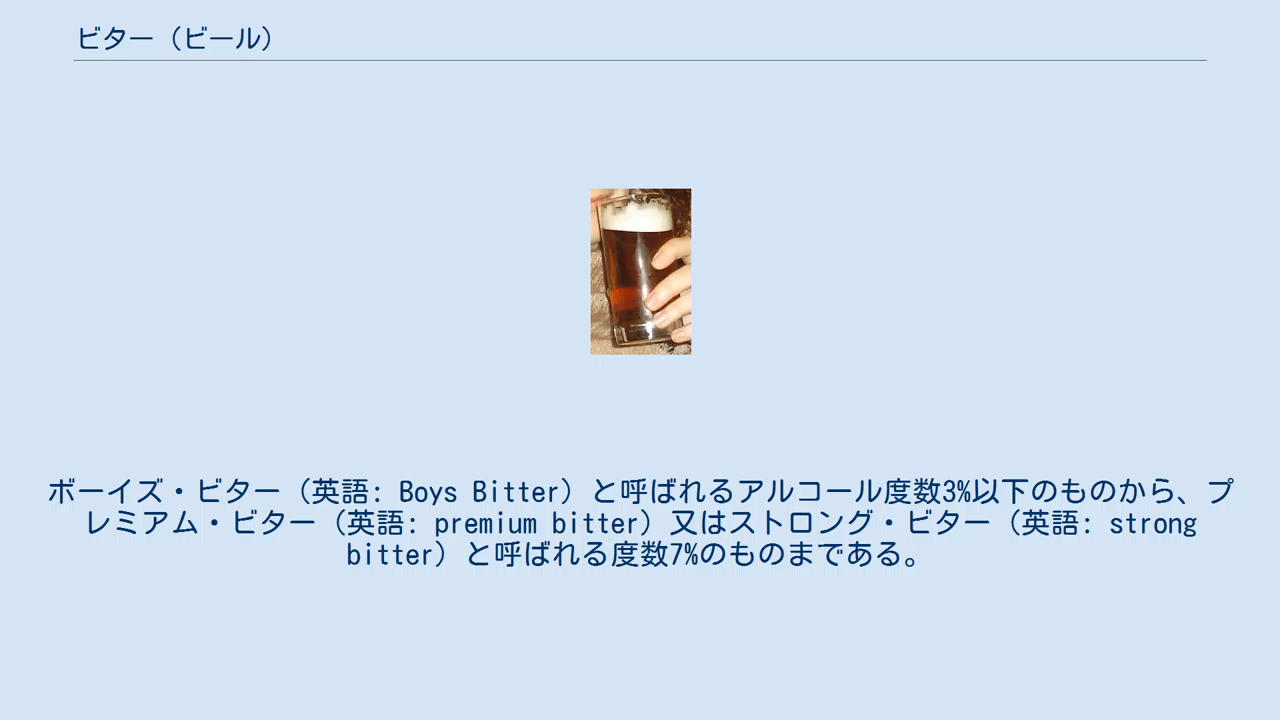 ビター（ビール）
ボーイズ・ビター（英語: Boys Bitter）と呼ばれるアルコール度数3%以下のものから、プ
レミアム・ビター（英語: premium bitter）又はストロング・ビター（英語: strong
bitter）と呼ばれる度数7%のものまである。